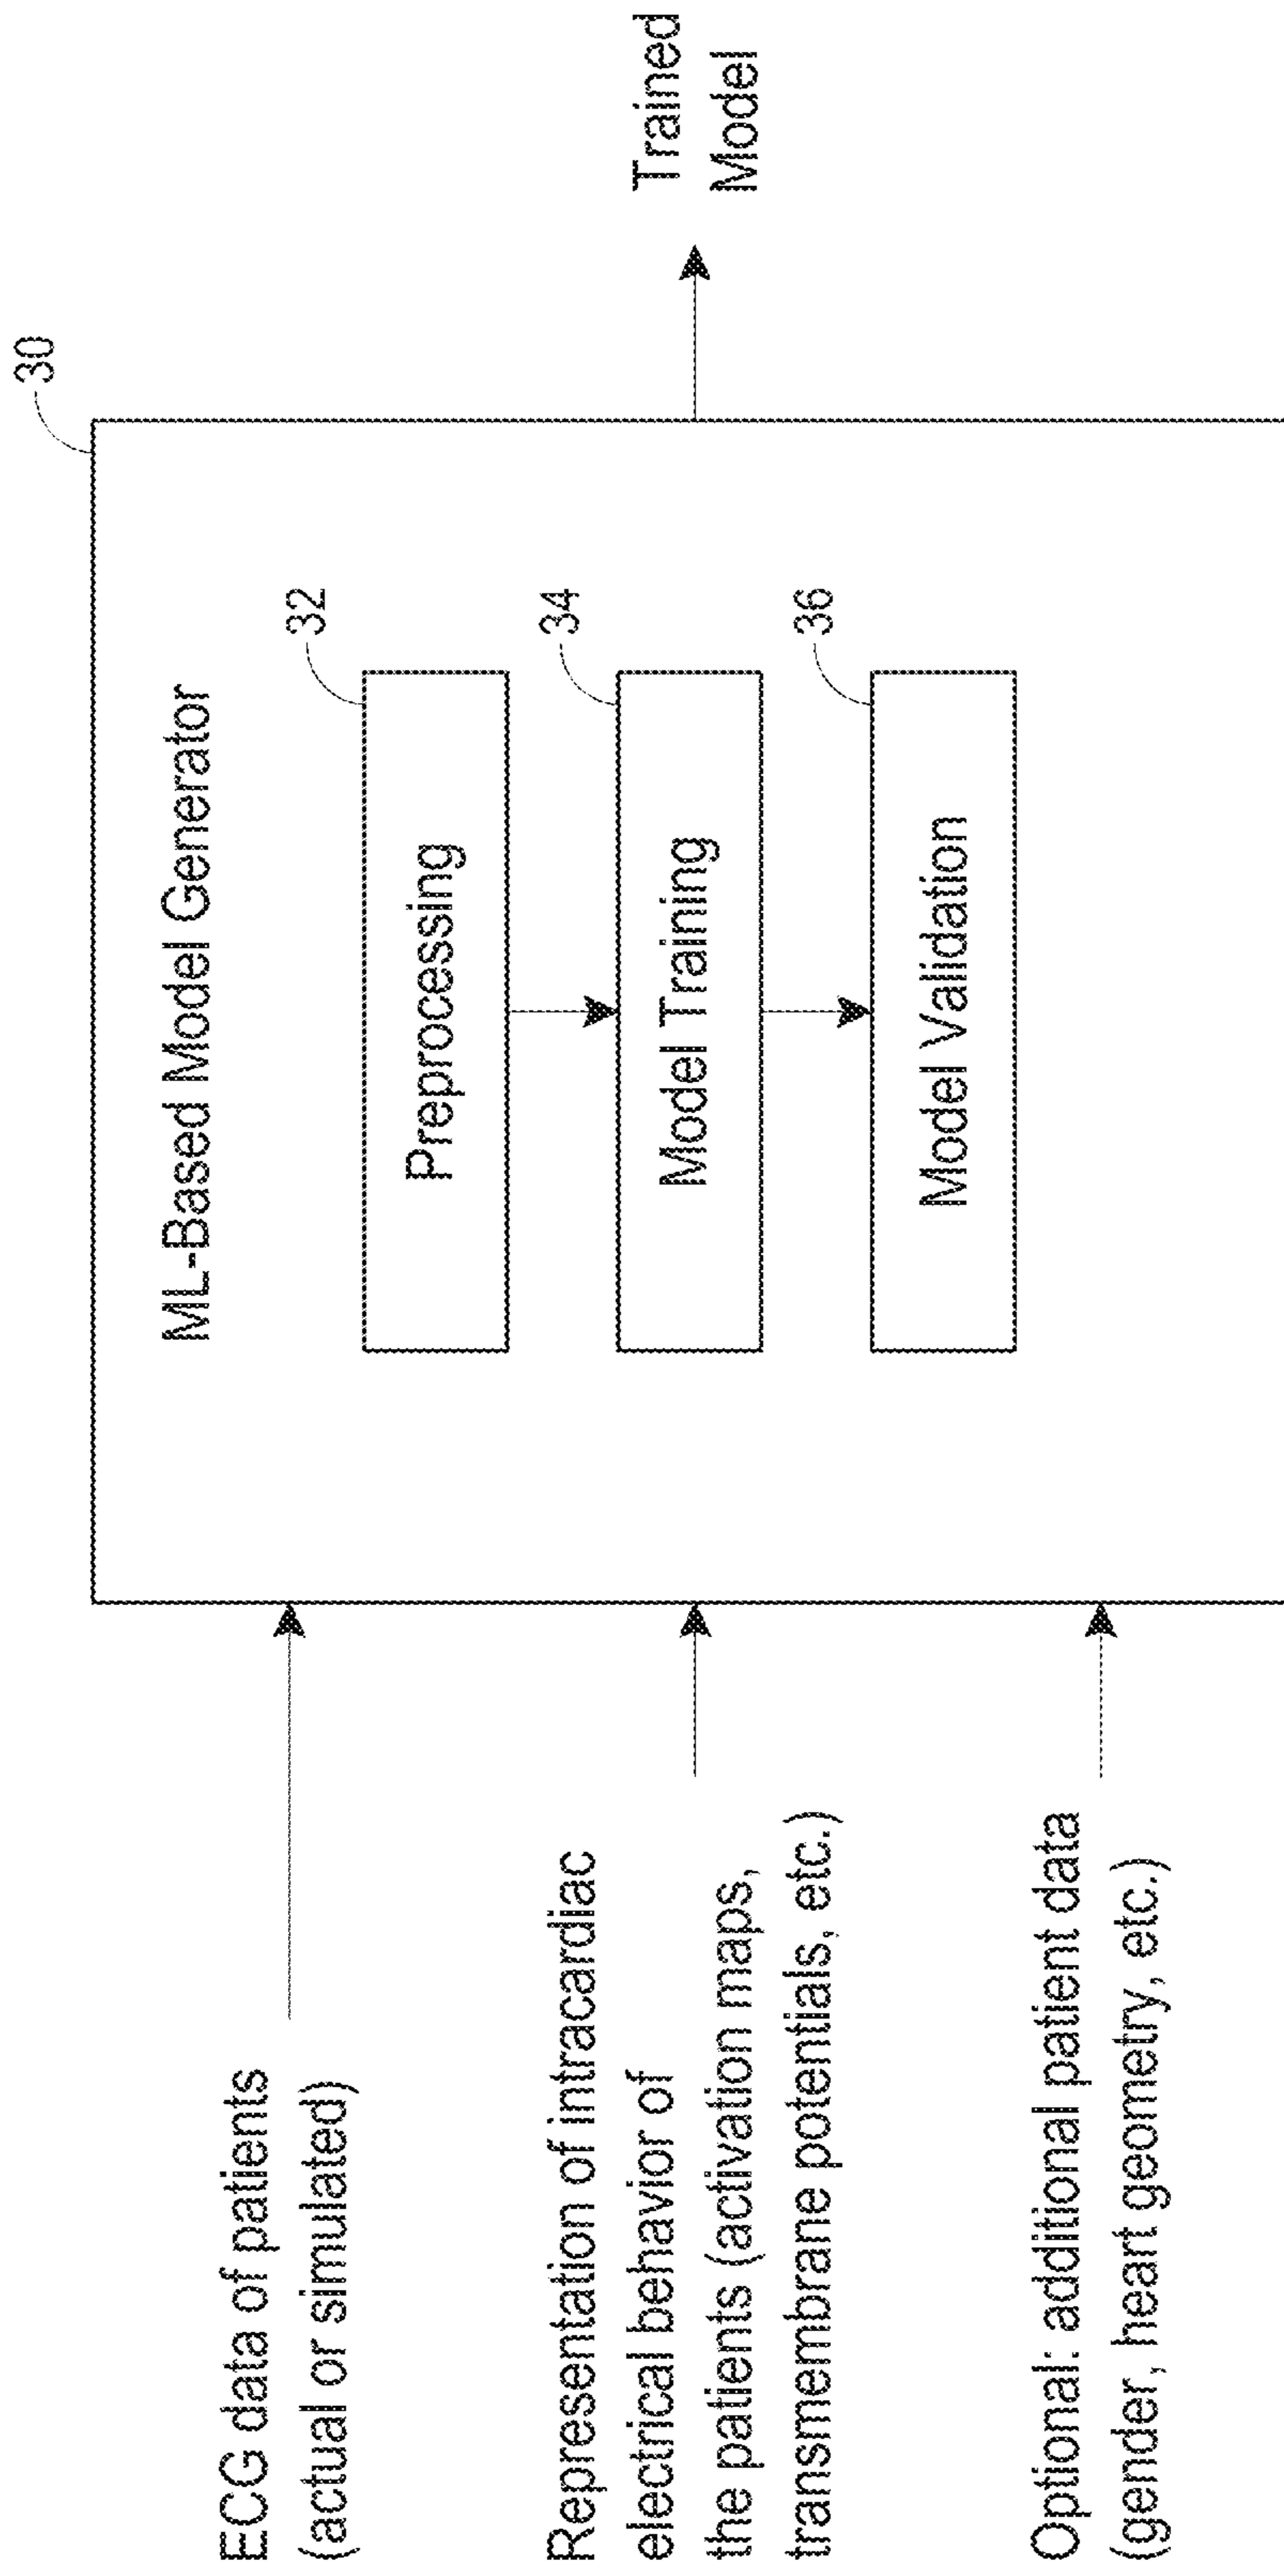 ECG data of patients
(actual or simulated)
Representation of intracardiac
electrical behavior of
the patients (activation maps,
transmembrane potentials, etc.)
Optional: additional patient data
(gender, heart geometry, etc.)
30
ML-Based Model Generator
32
Preprocessing
34
Model Training
36
Model Validation
Trained
Model